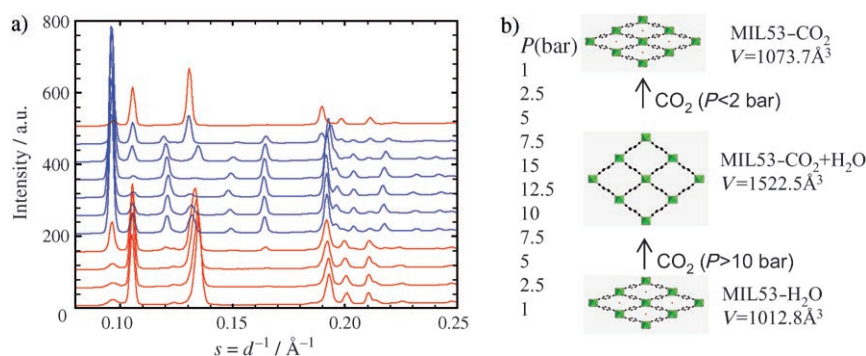 a)
800
600
400
200
0
Intensity / a.u.
0.10 0.15 0.20 0.25
s = d⁻¹ / Å⁻¹
P(bar)
1
2.5
5
7.5
15
12.5
10
7.5
5
2.5
1
b)
MIL53-CO₂
V=1073.7Å³
CO₂ (P<2 bar)
MIL53-CO₂+H₂O
V=1522.5Å³
CO₂ (P>10 bar)
MIL53-H₂O
V=1012.8Å³